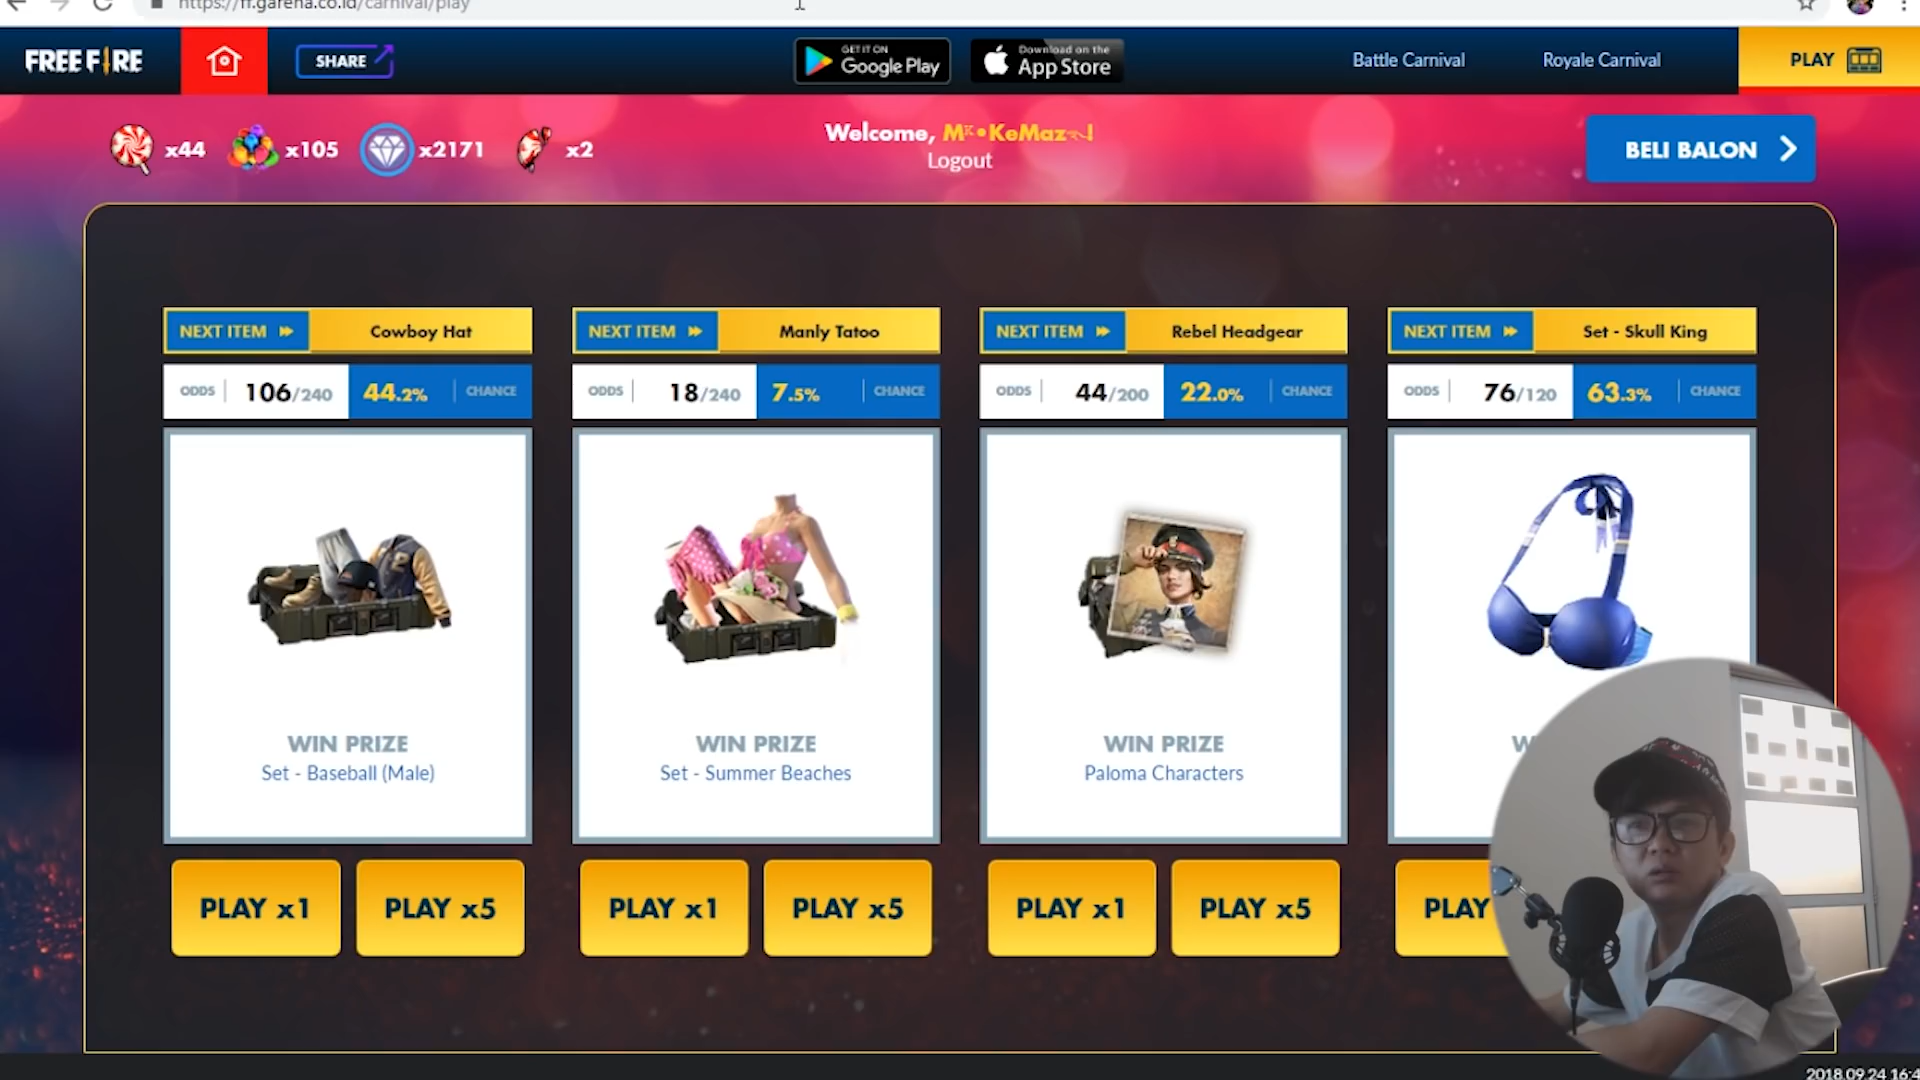 https://ff.garena.co.id/carnival/play
FREE FIRE
SHARE
GET IT ON
Google Play
Download on the
App Store
Battle Carnival
Royale Carnival
PLAY
x44
x105
x2171
x2
Welcome,
Logout
BELI BALON
NEXT ITEM Cowboy Hat
ODDS 106/240 44.2% CHANCE
WIN PRIZE
Set - Baseball (Male)
PLAY x1
PLAY x5
NEXT ITEM Manly Tatoo
ODDS 18/240 7.5% CHANCE
WIN PRIZE
Set - Summer Beaches
PLAY x1
PLAY x5
NEXT ITEM Rebel Headgear
ODDS 44/200 22.0% CHANCE
WIN PRIZE
Paloma Characters
PLAY x1
PLAY x5
NEXT ITEM Set - Skull King
ODDS 76/120 63.3% CHANCE
PLAY
2018.09.24